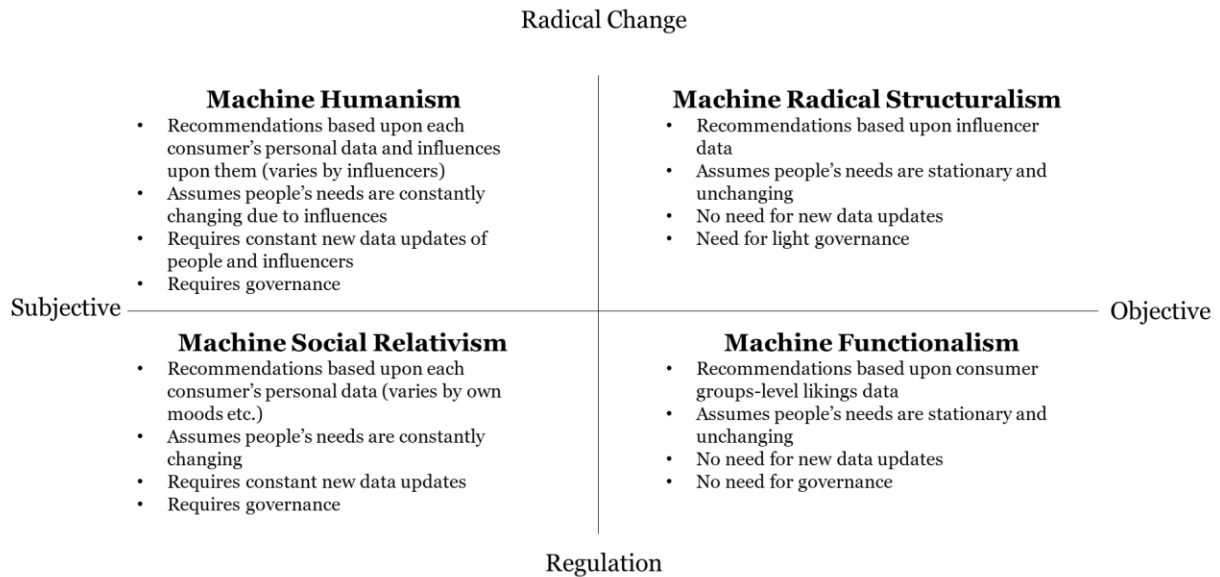 Radical Change
Machine Humanism
• Recommendations based upon each
consumer’s personal data and influences
upon them (varies by influencers)
• Assumes people’s needs are constantly
changing due to influences
• Requires constant new data updates of
people and influencers
• Requires governance
Machine Radical Structuralism
• Recommendations based upon influencer
data
• Assumes people’s needs are stationary and
unchanging
• No need for new data updates
• Need for light governance
Subjective
Objective
Machine Social Relativism
• Recommendations based upon each
consumer’s personal data (varies by own
moods etc.)
• Assumes people’s needs are constantly
changing
• Requires constant new data updates
• Requires governance
Machine Functionalism
• Recommendations based upon consumer
groups-level likings data
• Assumes people’s needs are stationary and
unchanging
• No need for new data updates
• No need for governance
Regulation